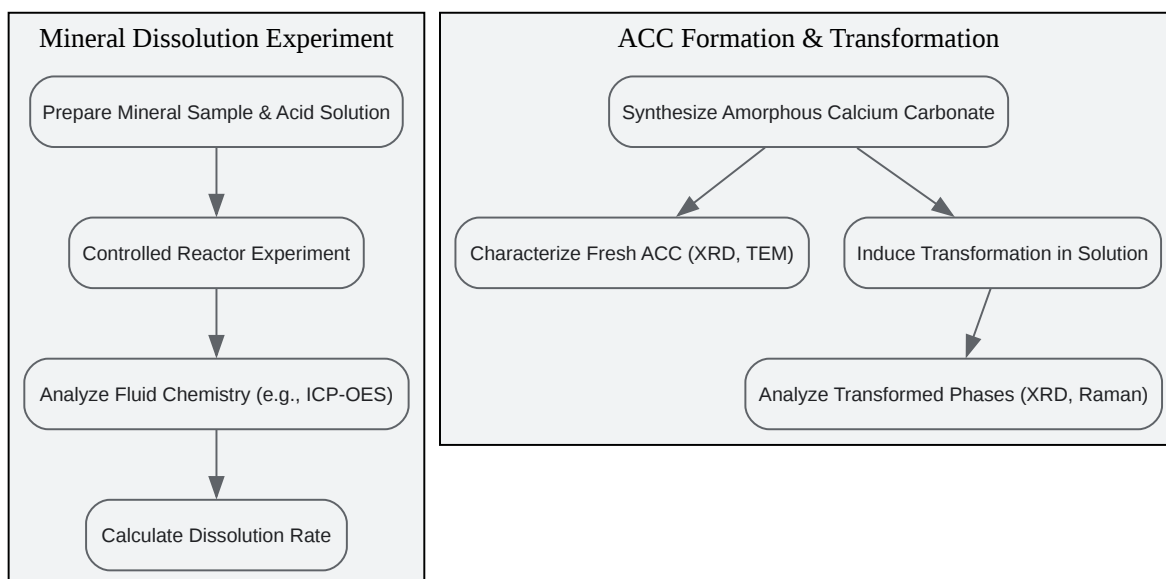 Mineral Dissolution Experiment
Prepare Mineral Sample & Acid Solution
Controlled Reactor Experiment
Analyze Fluid Chemistry (e.g., ICP-OES)
Calculate Dissolution Rate
ACC Formation & Transformation
Synthesize Amorphous Calcium Carbonate
Characterize Fresh ACC (XRD, TEM)
Induce Transformation in Solution
Analyze Transformed Phases (XRD, Raman)